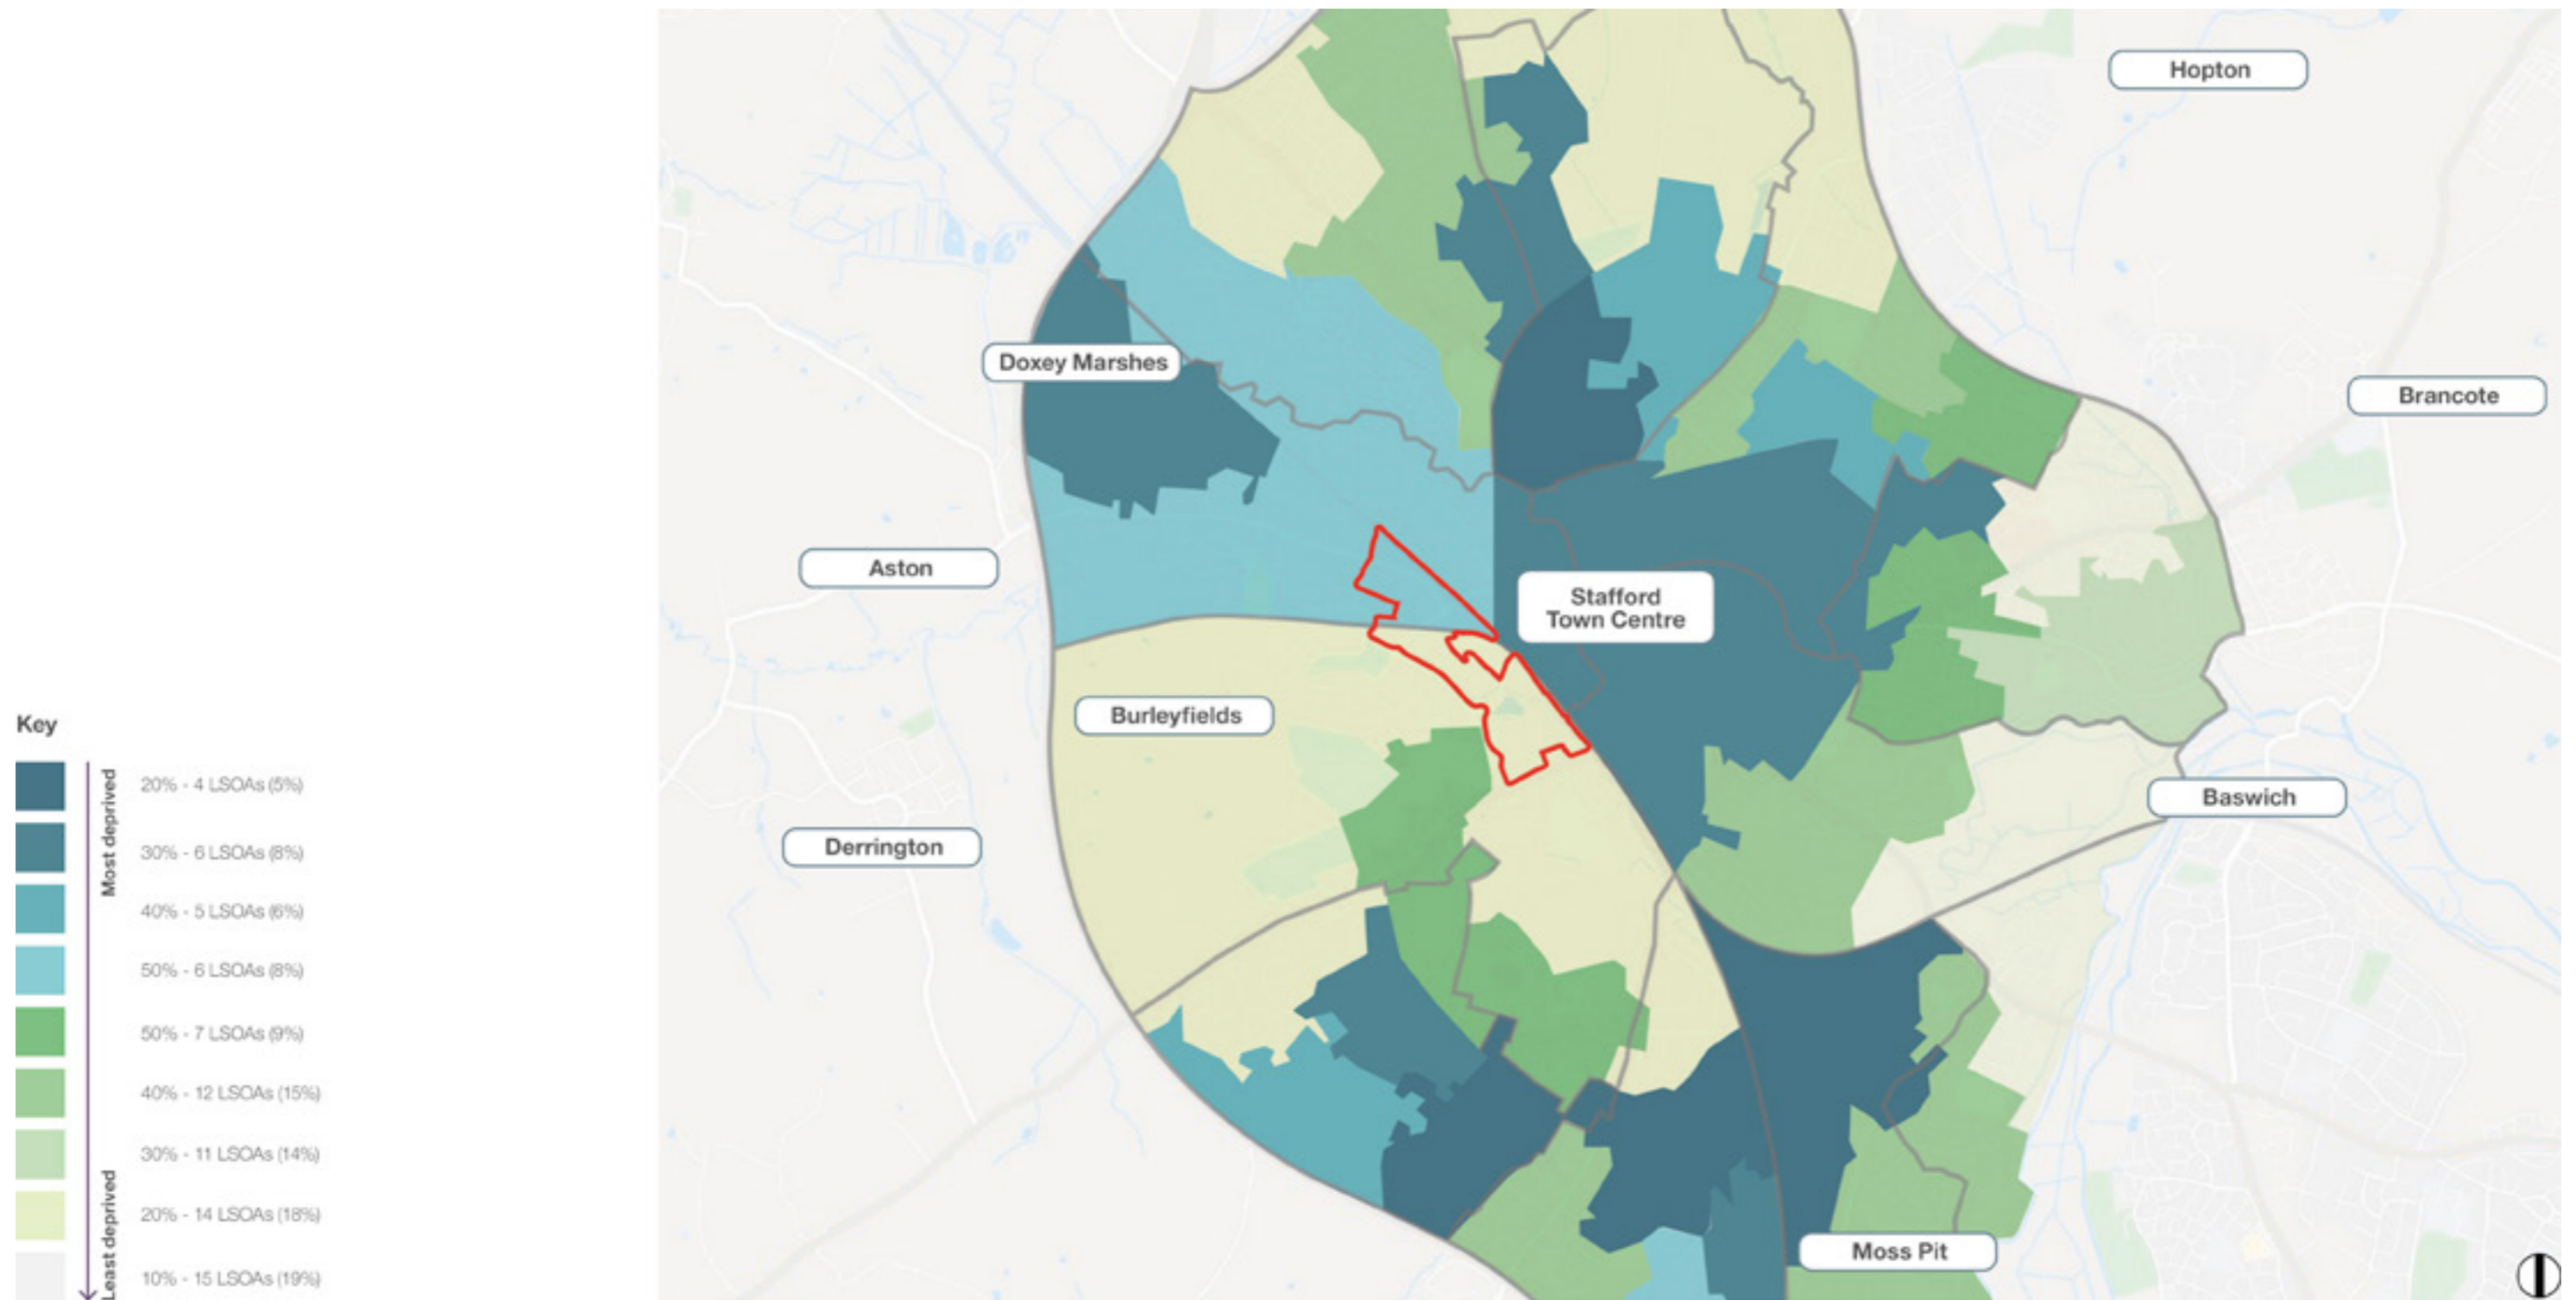 Hopton
Doxey Marshes
Brancote
Aston
Stafford
Town Centre
Burleyfields
Derrington
Baswich
Moss Pit
Key
Most deprived
Least deprived
20% - 4 LSOAs (5%)
30% - 6 LSOAs (8%)
40% - 5 LSOAs (6%)
50% - 6 LSOAs (8%)
50% - 7 LSOAs (9%)
40% - 12 LSOAs (15%)
30% - 11 LSOAs (14%)
20% - 14 LSOAs (18%)
10% - 15 LSOAs (19%)